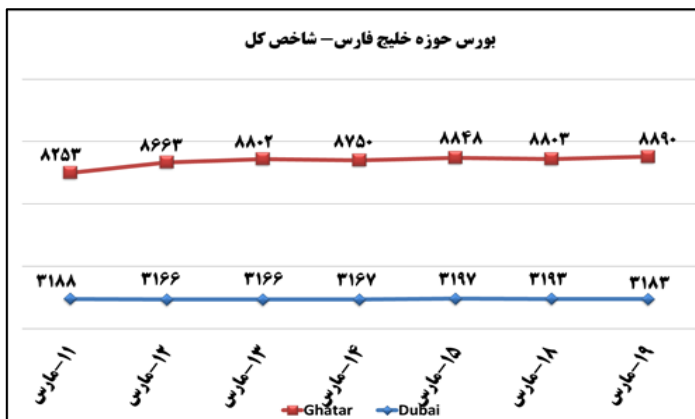 بورس حوزه خلیج فارس– شاخص کل
۸۲۵۳ ۸۶۶۳ ۸۸۰۲ ۸۷۵۰ ۸۸۴۸ ۸۸۰۳ ۸۸۹۰
۳۱۸۸ ۳۱۶۶ ۳۱۶۶ ۳۱۶۷ ۳۱۹۷ ۳۱۹۳ ۳۱۸۳
۱۱-مارس ۱۲-مارس ۱۳-مارس ۱۴-مارس ۱۵-مارس ۱۸-مارس ۱۹-مارس
Ghatar Dubai